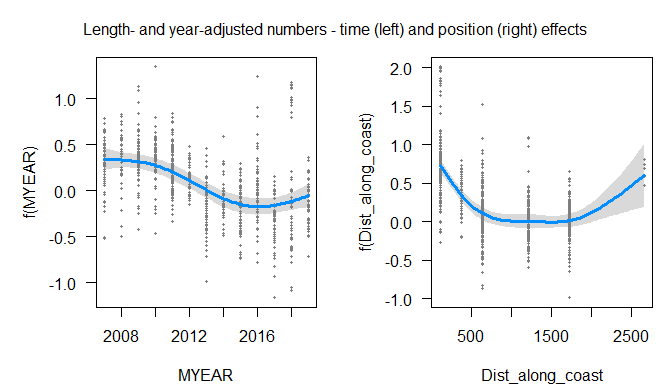 Length- and year-adjusted numbers - time (left) and position (right) effects
f(MYEAR)
1.0
0.5
0.0
-0.5
-1.0
2008 2012 2016
MYEAR
f(Dist_along_coast)
2.0
1.5
1.0
0.5
0.0
-0.5
-1.0
500 1500 2500
Dist_along_coast